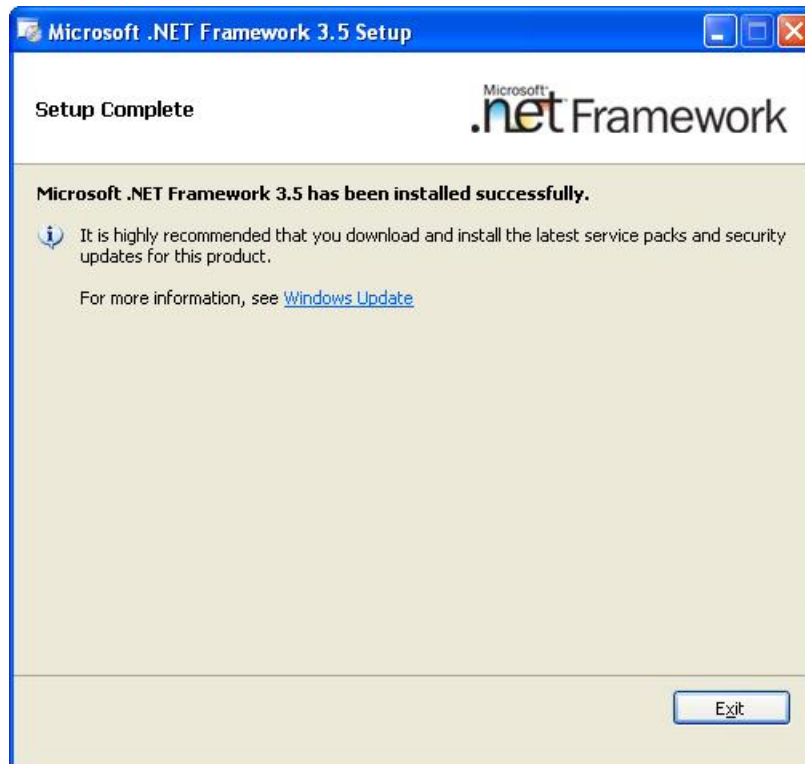 Microsoft .NET Framework 3.5 Setup
Setup Complete
Microsoft
.net Framework
Microsoft .NET Framework 3.5 has been installed successfully.
It is highly recommended that you download and install the latest service packs and security
updates for this product.
For more information, see Windows Update
Exit